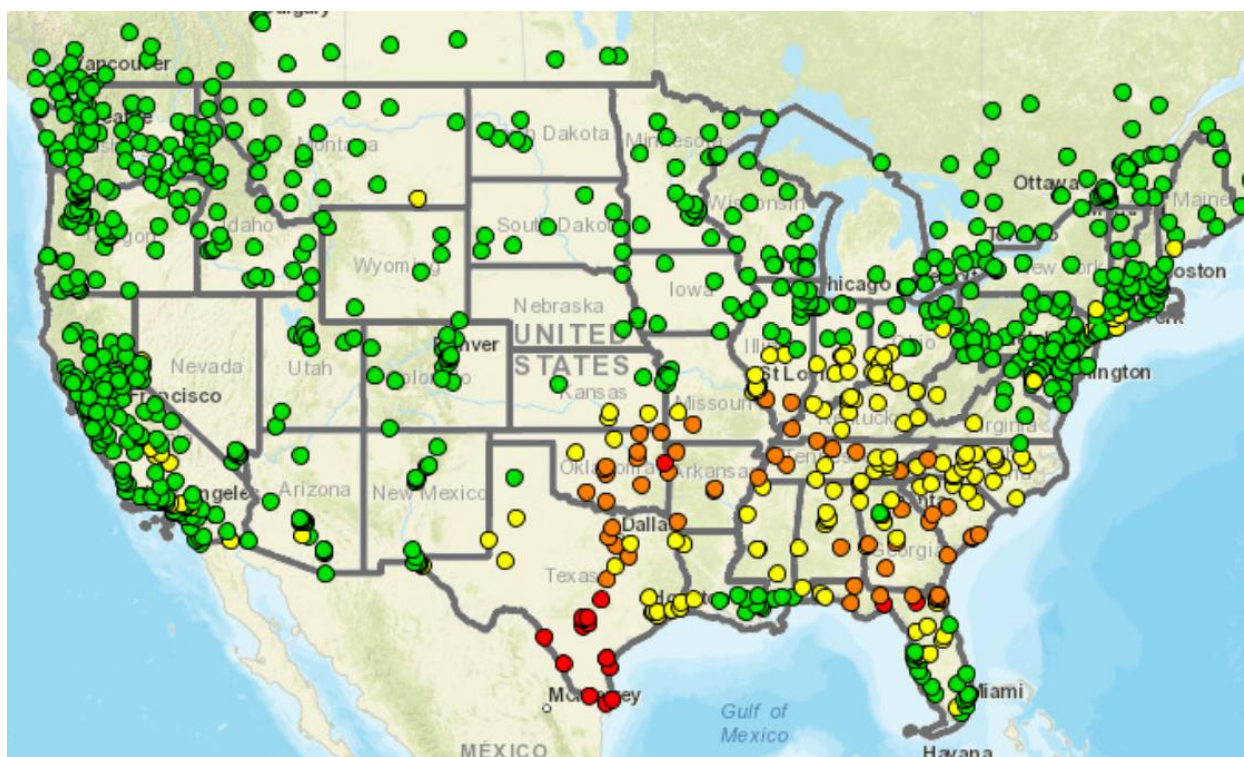 Vancouver
Montana
North Dakota
Minnesota
Ottawa
Maine
Oregon
Idaho
South Dakota
Wisconsin
New York
Boston
Wyoming
Iowa
Chicago
Nebraska
UNITED
STATES
Nevada
Utah
Denver
Colorado
Kansas
Missouri
St Louis
Ohio
Kentucky
Virginia
Francisco
Arizona
New Mexico
Oklahoma
Arkansas
Tennessee
Dallas
Georgia
Texas
Houston
Monterrey
Miami
Gulf of
Mexico
MÉXICO
Havana